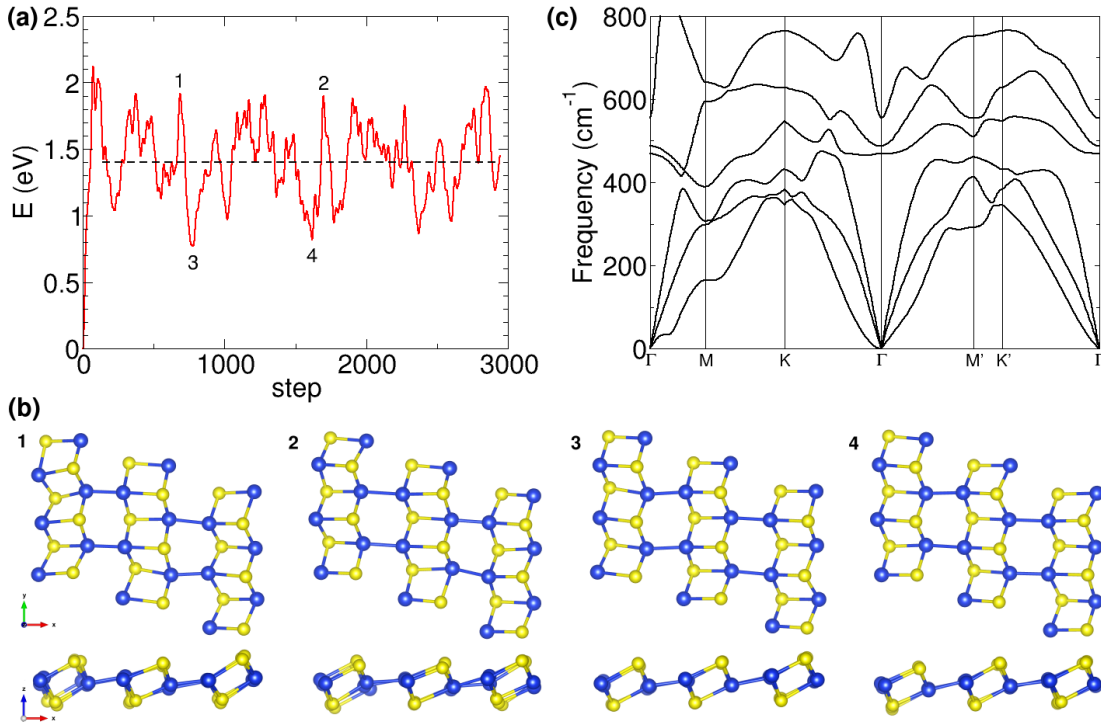 (a)
E (eV)
2.5
2
1.5
1
0.5
0
1
2
3
4
0
1000
2000
3000
step
(c)
Frequency (cm⁻¹)
800
600
400
200
0
Γ
M
K
Γ
M'
K'
Γ
(b)
1
2
3
4
y
x
z
x